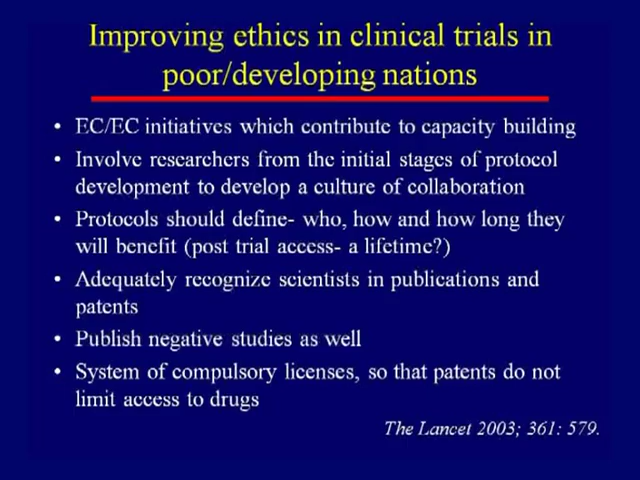 Improving ethics in clinical trials in
poor/developing nations
• EC/EC initiatives which contribute to capacity building
• Involve researchers from the initial stages of protocol
development to develop a culture of collaboration
• Protocols should define- who, how and how long they
will benefit (post trial access- a lifetime?)
• Adequately recognize scientists in publications and
patents
• Publish negative studies as well
• System of compulsory licenses, so that patents do not
limit access to drugs
The Lancet 2003; 361: 579.